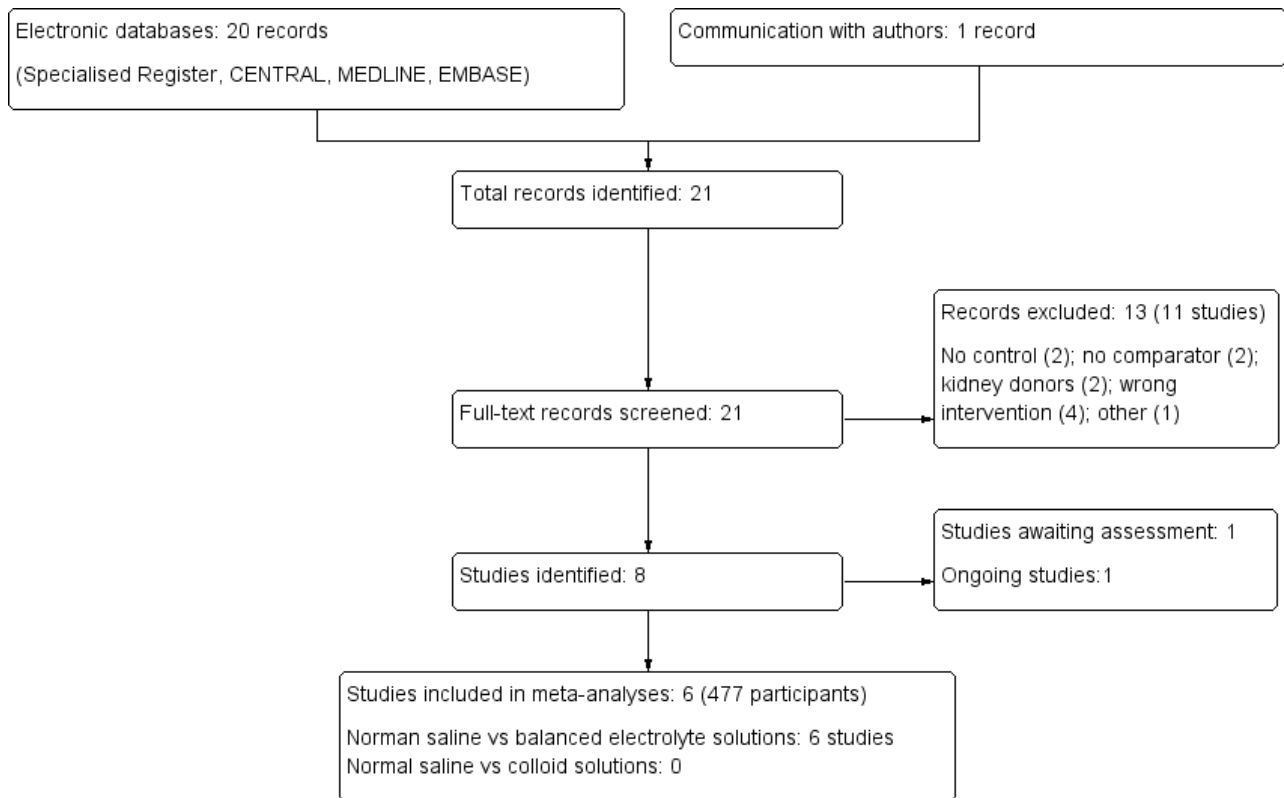 Electronic databases: 20 records
(Specialised Register, CENTRAL, MEDLINE, EMBASE)
Communication with authors: 1 record
Total records identified: 21
Records excluded: 13 (11 studies)
No control (2); no comparator (2);
kidney donors (2); wrong
intervention (4); other (1)
Full-text records screened: 21
Studies awaiting assessment: 1
Ongoing studies:1
Studies identified: 8
Studies included in meta-analyses: 6 (477 participants)
Norman saline vs balanced electrolyte solutions: 6 studies
Normal saline vs colloid solutions: 0